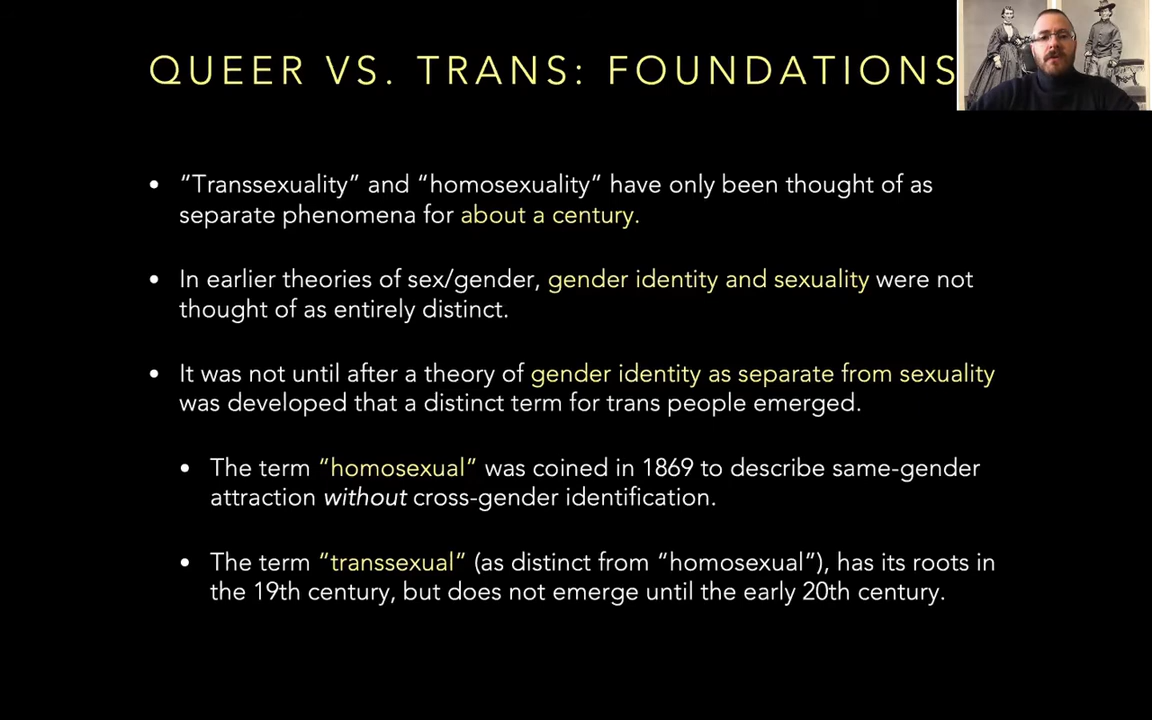 QUEER VS. TRANS: FOUNDATIONS
• “Transsexuality” and “homosexuality” have only been thought of as
separate phenomena for about a century.
• In earlier theories of sex/gender, gender identity and sexuality were not
thought of as entirely distinct.
• It was not until after a theory of gender identity as separate from sexuality
was developed that a distinct term for trans people emerged.
• The term “homosexual” was coined in 1869 to describe same-gender
attraction without cross-gender identification.
• The term “transsexual” (as distinct from “homosexual”), has its roots in
the 19th century, but does not emerge until the early 20th century.